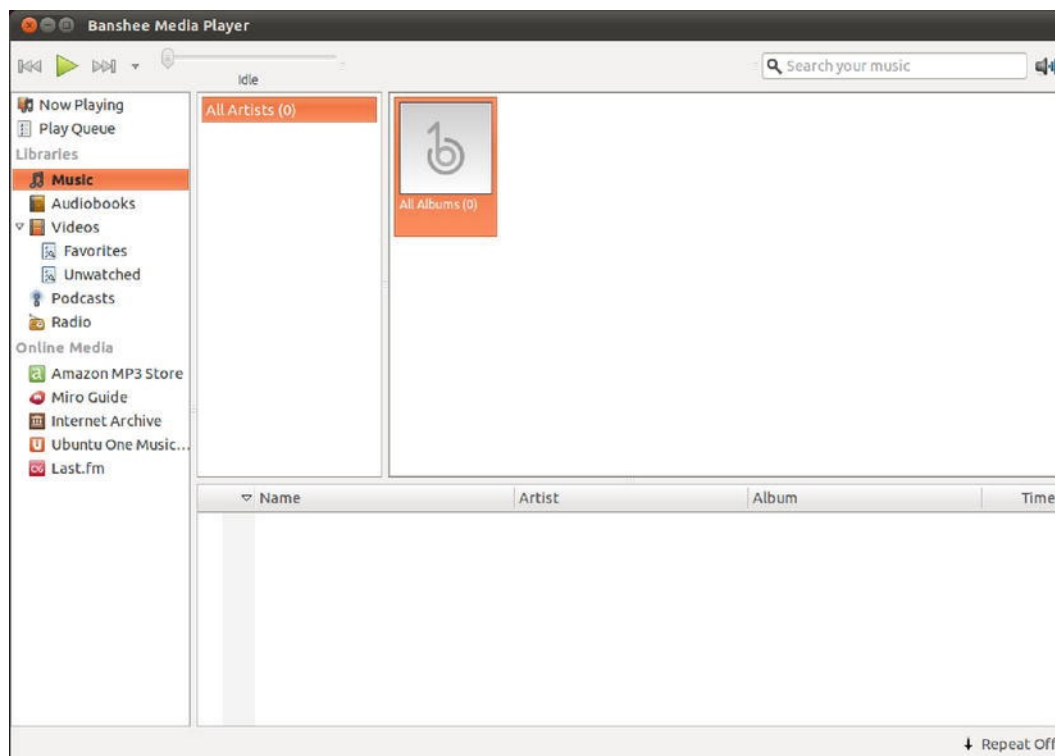 Banshee Media Player
Idle
Search your music
Now Playing
Play Queue
Libraries
Music
Audiobooks
Videos
Favorites
Unwatched
Podcasts
Radio
Online Media
Amazon MP3 Store
Miro Guide
Internet Archive
Ubuntu One Music...
Last.fm
All Artists (0)
All Albums (0)
Name Artist Album Time
Repeat Off